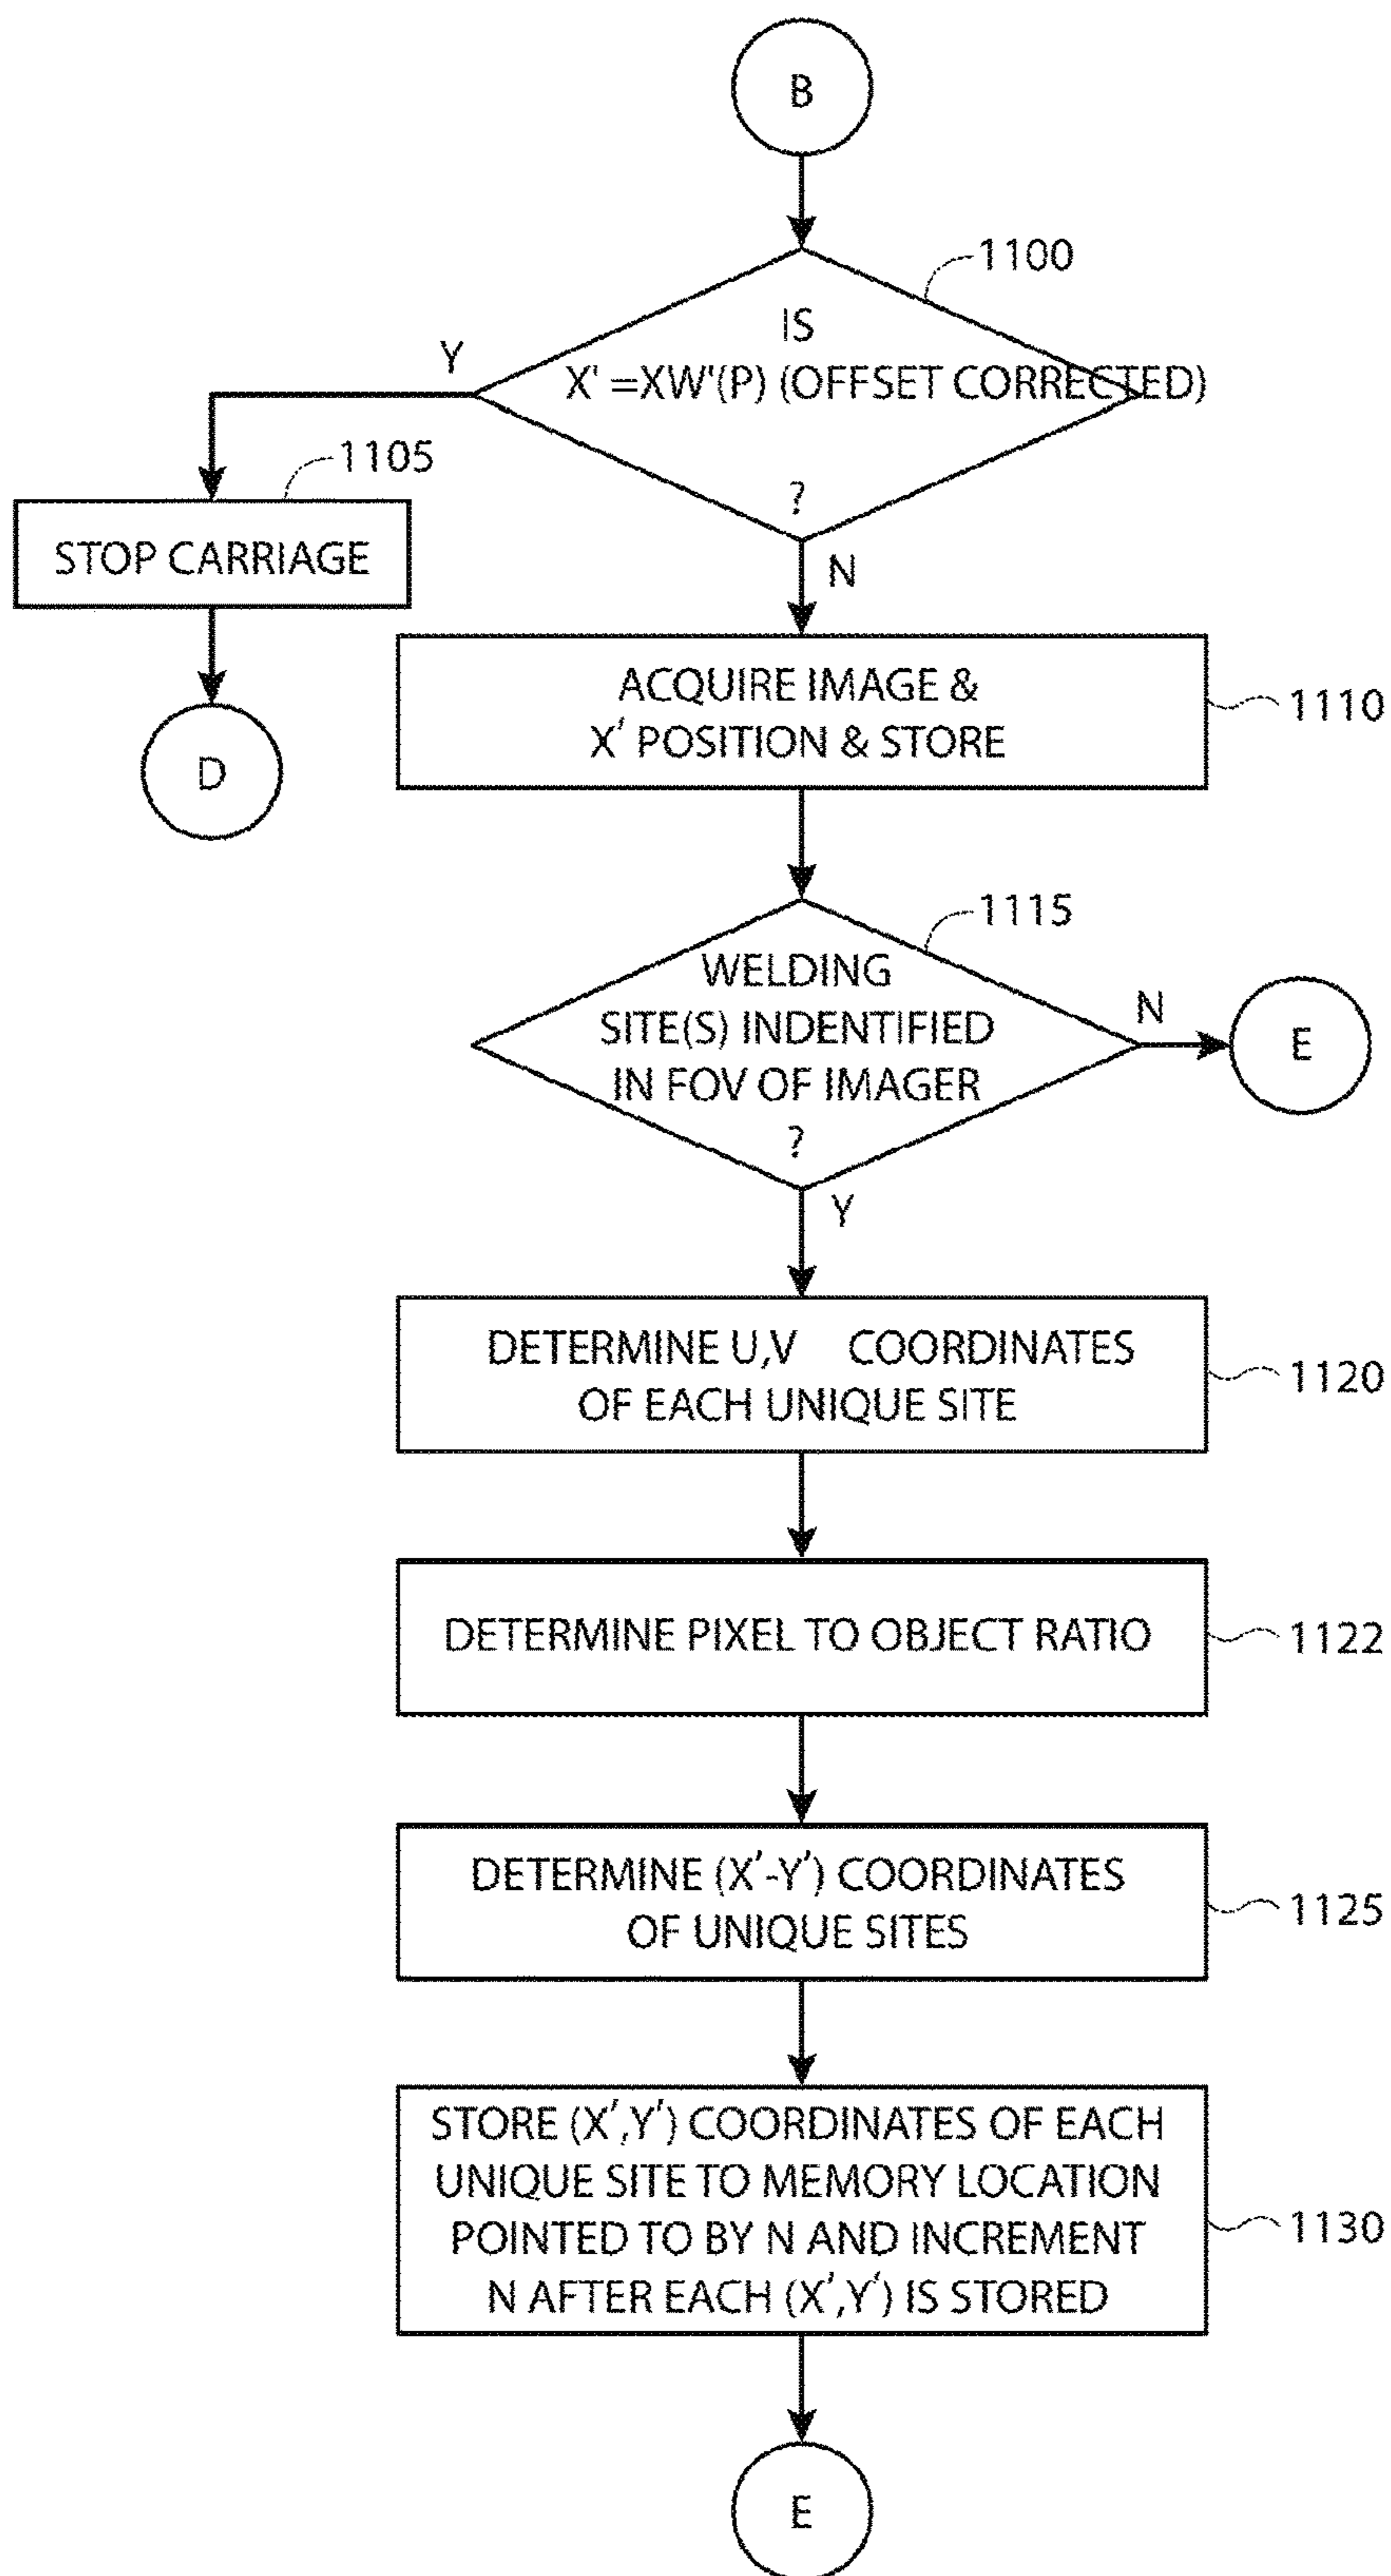 B
1100
IS
X' =XW'(P) (OFFSET CORRECTED)
?
Y
N
1105
STOP CARRIAGE
D
ACQUIRE IMAGE &
X' POSITION & STORE
1110
1115
WELDING
SITE(S) INDENTIFIED
IN FOV OF IMAGER
?
N
E
Y
DETERMINE U,V COORDINATES
OF EACH UNIQUE SITE
1120
DETERMINE PIXEL TO OBJECT RATIO
1122
DETERMINE (X'-Y') COORDINATES
OF UNIQUE SITES
1125
STORE (X',Y') COORDINATES OF EACH
UNIQUE SITE TO MEMORY LOCATION
POINTED TO BY N AND INCREMENT
N AFTER EACH (X',Y') IS STORED
1130
E